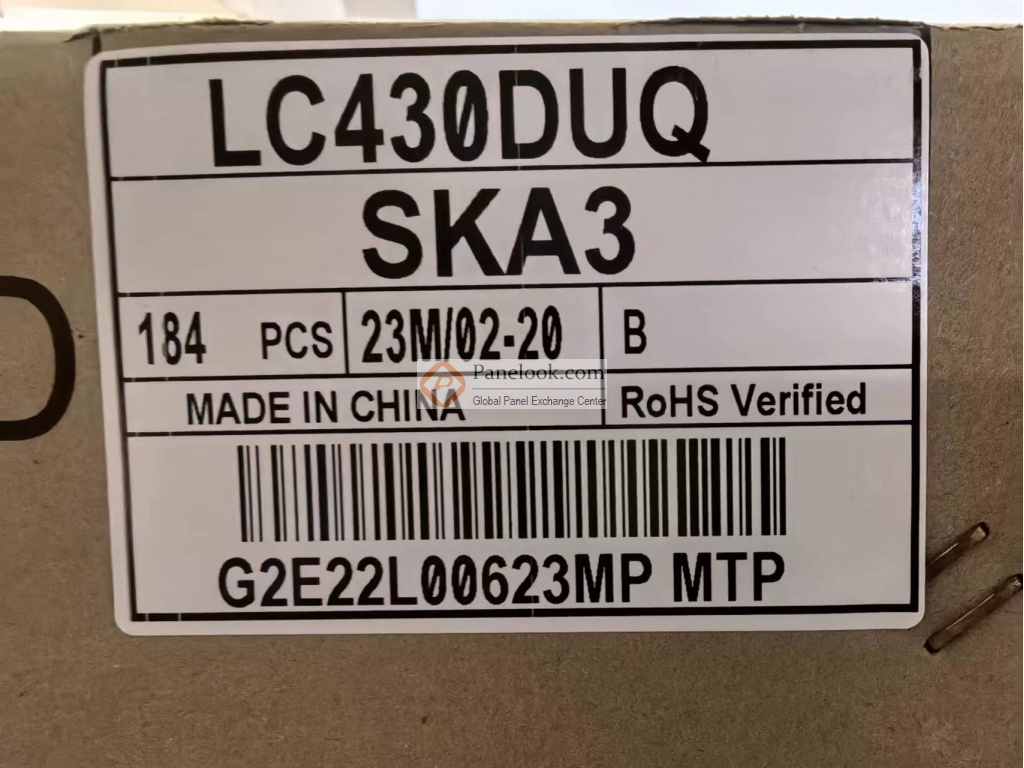 LC430DUQ
SKA3
184 PCS 23M/02-20 B
MADE IN CHINA RoHS Verified
Panelook.com
Global Panel Exchange Center
G2E22L00623MP MTP